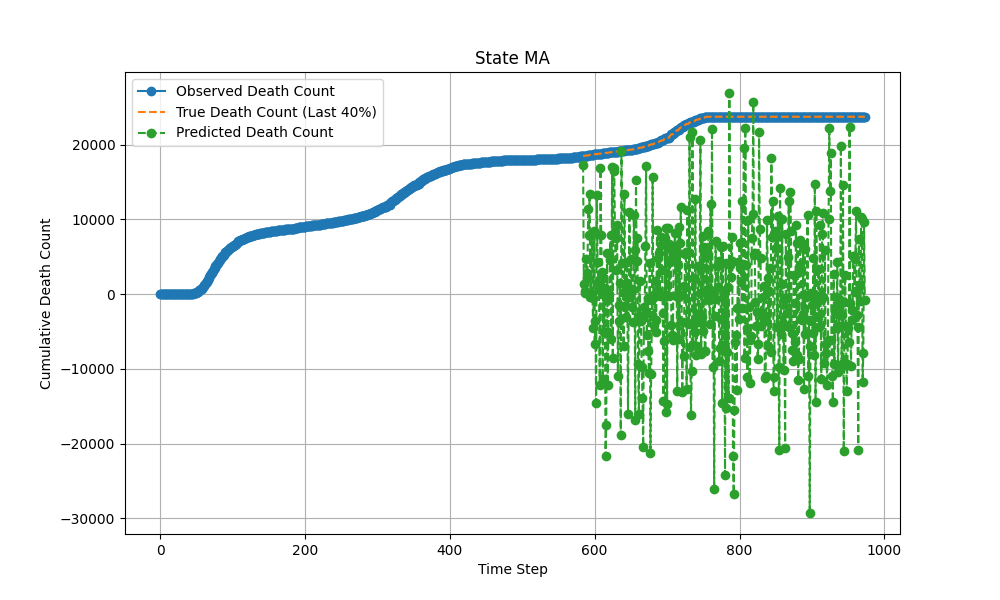 State MA
Observed Death Count
True Death Count (Last 40%)
Predicted Death Count
Cumulative Death Count
20000
10000
0
−10000
−20000
−30000
0 200 400 600 800 1000
Time Step